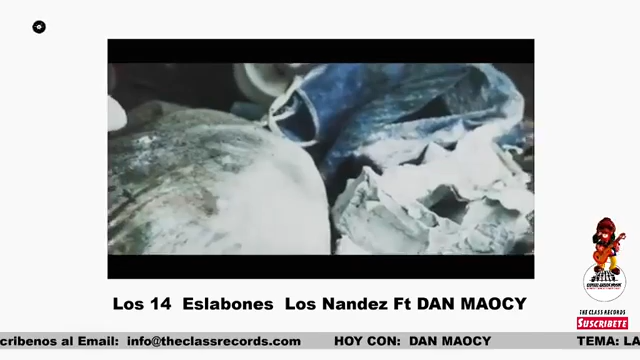 Los 14 Eslabones Los Nandez Ft DAN MAOCY
THE CLASS RECORDS
SUSCRIBETE
cribenos al Email: info@theclassrecords.com HOY CON: DAN MAOCY TEMA: LA